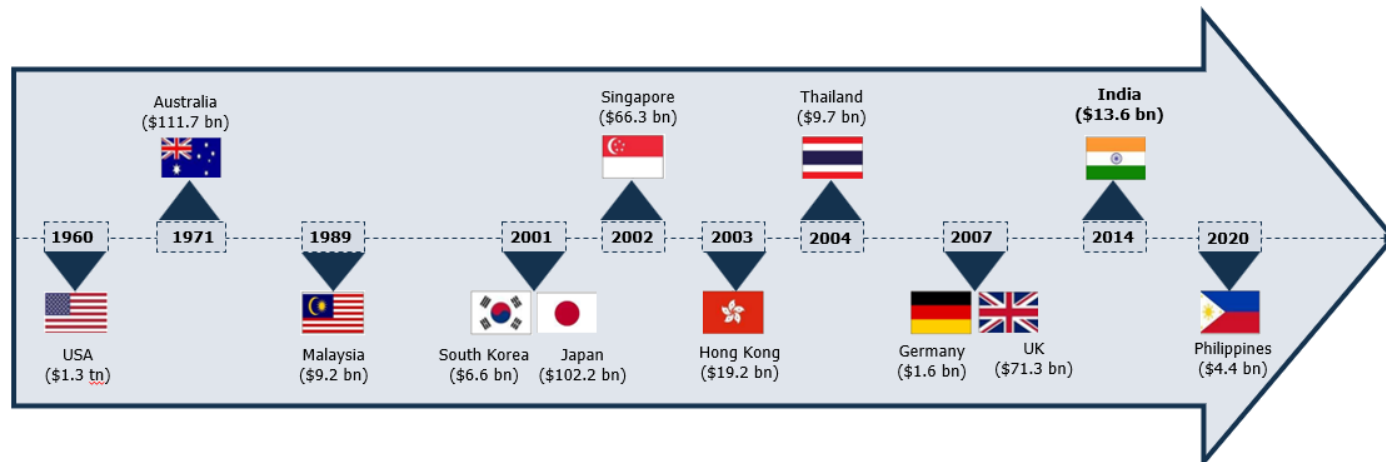 Australia
($111.7 bn)
Singapore
($66.3 bn)
Thailand
($9.7 bn)
India
($13.6 bn)
1960
1971
1989
2001
2002
2003
2004
2007
2014
2020
USA
($1.3 tn)
Malaysia
($9.2 bn)
South Korea
($6.6 bn)
Japan
($102.2 bn)
Hong Kong
($19.2 bn)
Germany
($1.6 bn)
UK
($71.3 bn)
Philippines
($4.4 bn)